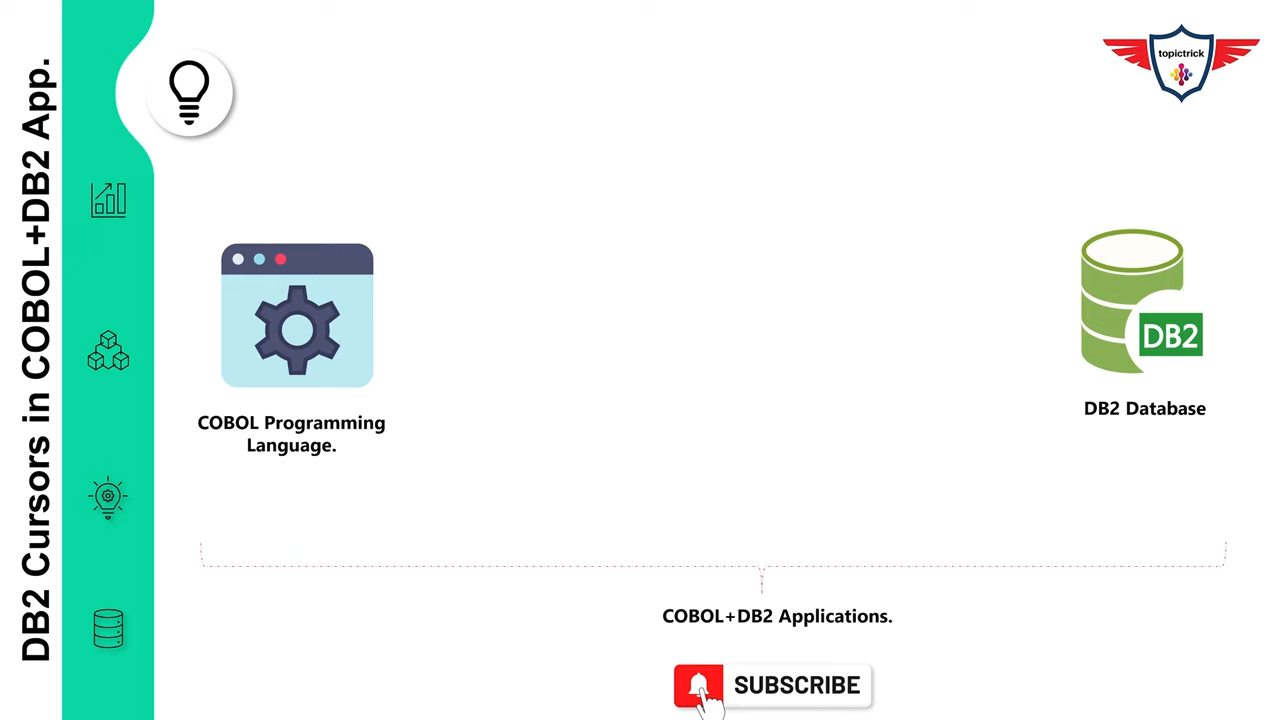 DB2 Cursors in COBOL+DB2 App.
topictrick
COBOL Programming
Language.
DB2
DB2 Database
COBOL+DB2 Applications.
SUBSCRIBE